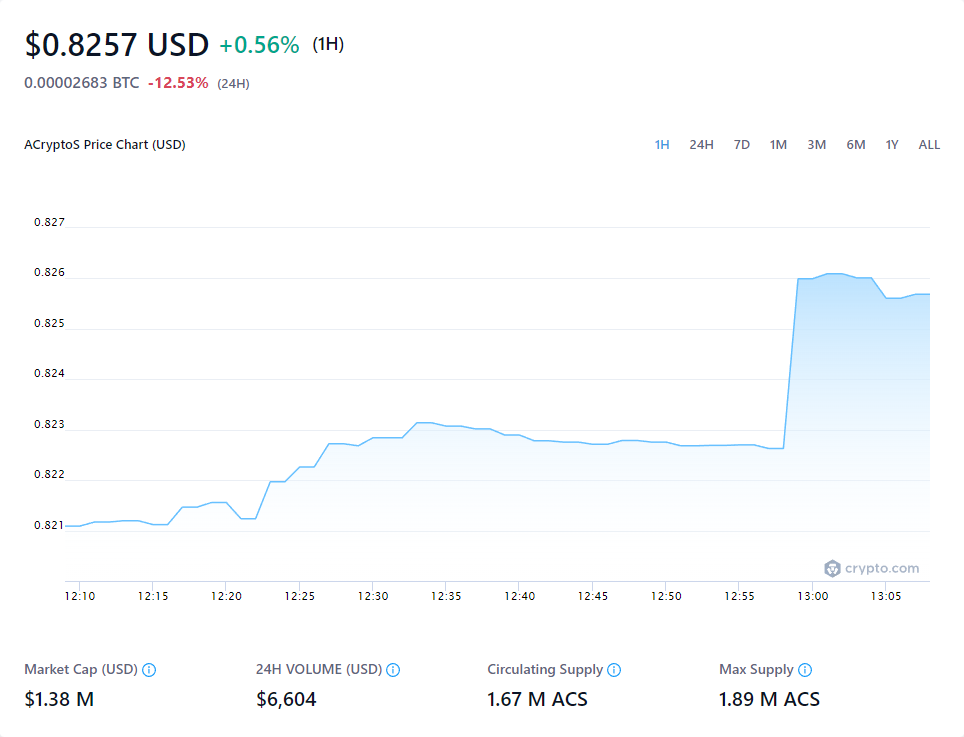 $0.8257 USD +0.56% (1H)
0.00002683 BTC -12.53% (24H)
ACryptoS Price Chart (USD) 1H 24H 7D 1M 3M 6M 1Y ALL
0.827
0.826
0.825
0.824
0.823
0.822
0.821
crypto.com
12:10 12:15 12:20 12:25 12:30 12:35 12:40 12:45 12:50 12:55 13:00 13:05
Market Cap (USD) 24H VOLUME (USD) Circulating Supply Max Supply
$1.38 M $6,604 1.67 M ACS 1.89 M ACS